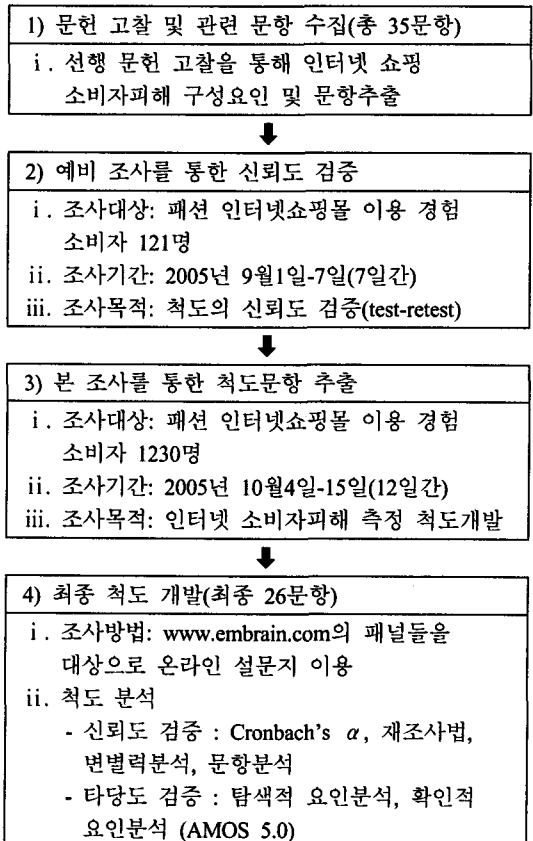 1) 문헌 고찰 및 관련 문항 수집(총 35문항)
i. 선행 문헌 고찰을 통해 인터넷 쇼핑
소비자피해 구성요인 및 문항추출
2) 예비 조사를 통한 신뢰도 검증
i. 조사대상: 패션 인터넷쇼핑몰 이용 경험
소비자 121명
ii. 조사기간: 2005년 9월1일-7일(7일간)
iii. 조사목적: 척도의 신뢰도 검증(test-retest)
3) 본 조사를 통한 척도문항 추출
i. 조사대상: 패션 인터넷쇼핑몰 이용 경험
소비자 1230명
ii. 조사기간: 2005년 10월4일-15일(12일간)
iii. 조사목적: 인터넷 소비자피해 측정 척도개발
4) 최종 척도 개발(최종 26문항)
i. 조사방법: www.embrain.com의 패널들을
대상으로 온라인 설문지 이용
ii. 척도 분석
- 신뢰도 검증 : Cronbach's α, 재조사법,
변별력분석, 문항분석
- 타당도 검증 : 탐색적 요인분석, 확인적
요인분석 (AMOS 5.0)